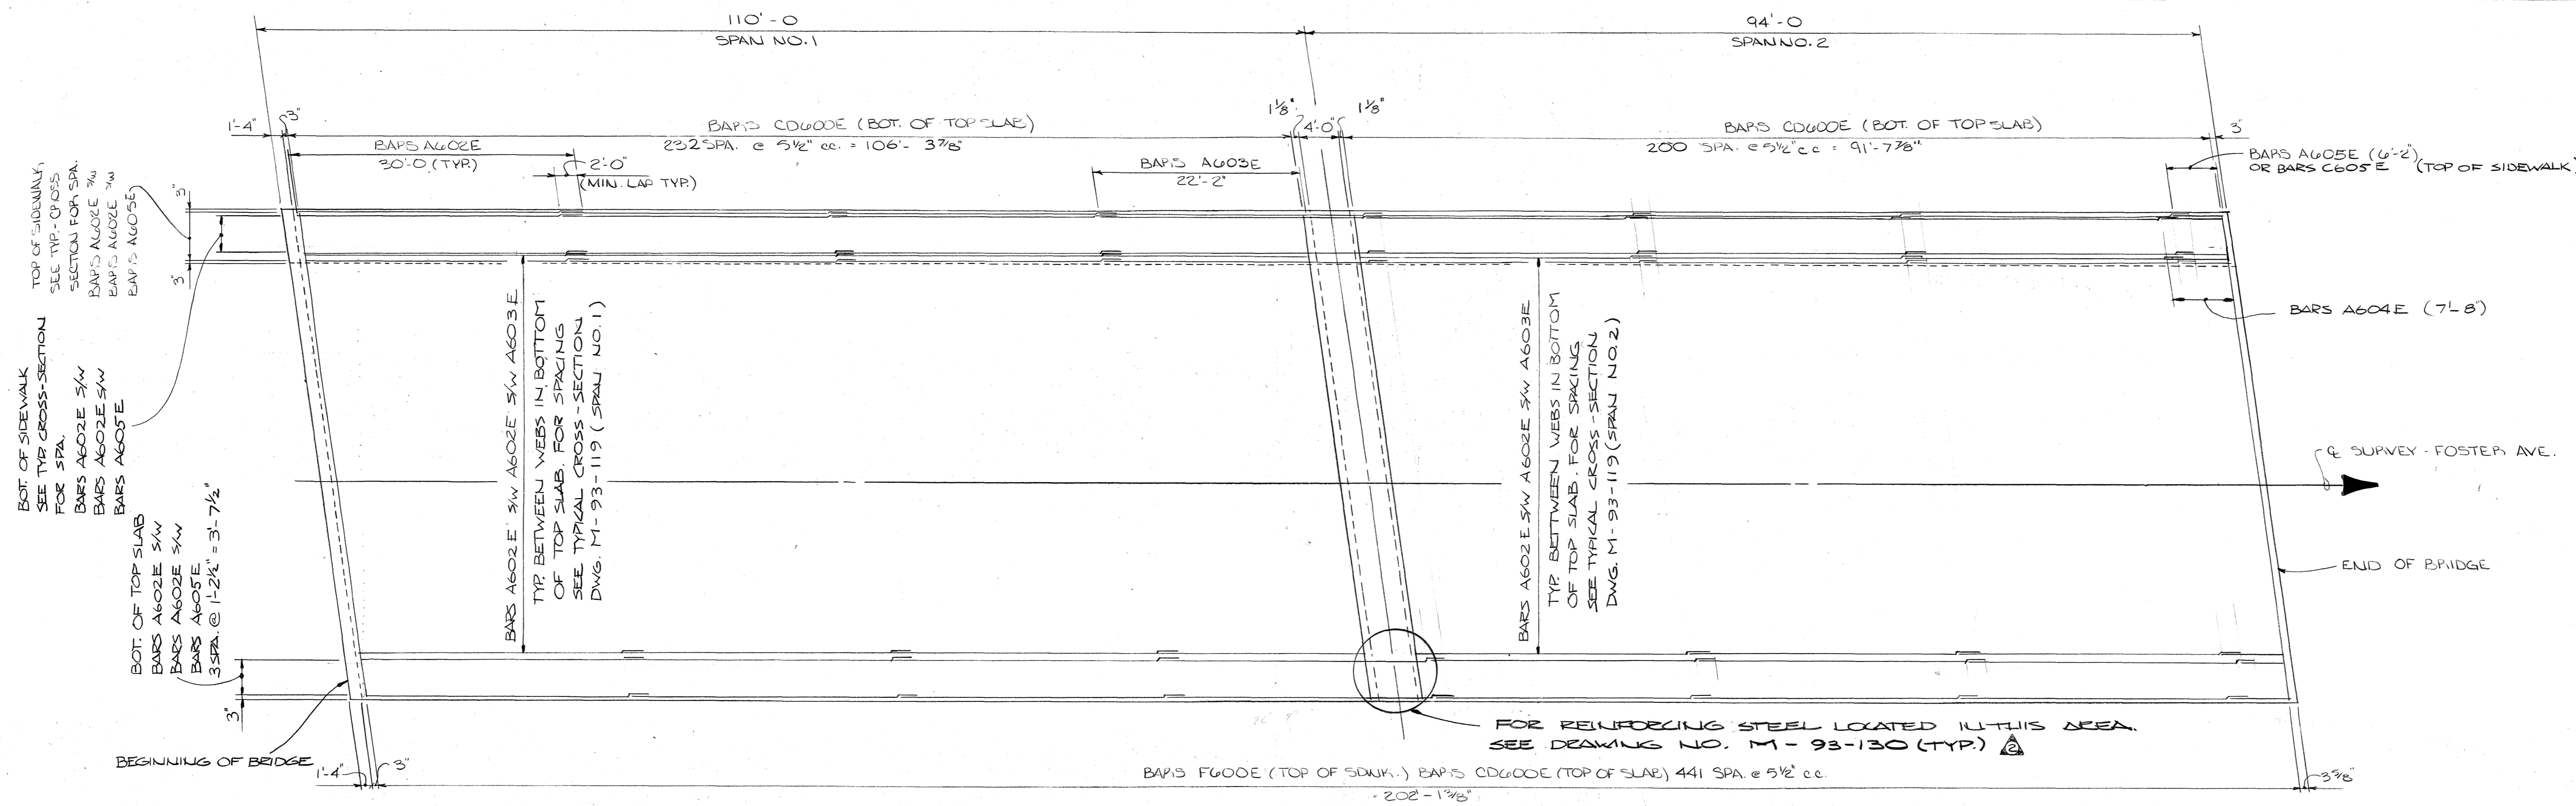 110'-0
SPAN NO.1
94'-0
SPAN NO. 2
1'-4"
3"
BARS CD600E (BOT. OF TOP SLAB)
232 SPA. @ 5½" cc. = 106'- 3⅞"
1⅛"
4'-0"
1⅛"
BARS CD600E (BOT. OF TOP SLAB)
200 SPA. @ 5½" c c = 91'-7⅞"
3"
BARS A602E
30'-0 (TYP.)
2'-0"
(MIN. LAP TYP.)
BARS A603E
22'-2"
BARS A605E (6'-2")
OR BARS C605E (TOP OF SIDEWALK)
TOP OF SIDEWALK,
SEE TYP.- CROSS
SECTION FOR SPA.
BARS A602E S/W
BARS A602E S/W
BARS A605E
3"
3"
BOT. OF SIDEWALK
SEE TYP. CROSS-SECTION
FOR SPA.
BARS A602E S/W
BARS A602E S/W
BARS A605E
BARS A602E S/W A602E S/W A603E
TYP. BETWEEN WEBS IN BOTTOM
OF TOP SLAB. FOR SPACING
SEE TYPICAL CROSS-SECTION
DWG. M-93-119 (SPAN NO.1)
BARS A602E S/W A602E S/W A603E
TYP. BETTWEEN WEBS IN BOTTOM
OF TOP SLAB. FOR SPACING
SEE TYPICAL CROSS-SECTION
DWG. M-93-119 (SPAN NO.2)
BARS A604E (7'-8")
℄ SURVEY - FOSTER AVE.
BOT. OF TOP SLAB
BARS A602E S/W
BARS A602E S/W
BARS A605E
3 SPA. @ 1'-2½" = 3'-7½"
3"
END OF BRIDGE
BEGINNING OF BRIDGE
1'-4"
3"
FOR REINFORCING STEEL LOCATED IN THIS AREA.
SEE DRAWING NO. M-93-130 (TYP.) 2
BARS F600E (TOP OF SDWK.) BARS CD600E (TOP OF SLAB) 441 SPA. @ 5½" c.c.
202'-1⅜"
3⅝"